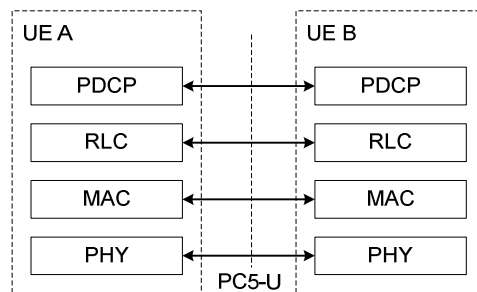 UE A UE B
PDCP PDCP
RLC RLC
MAC MAC
PHY PHY
PC5-U